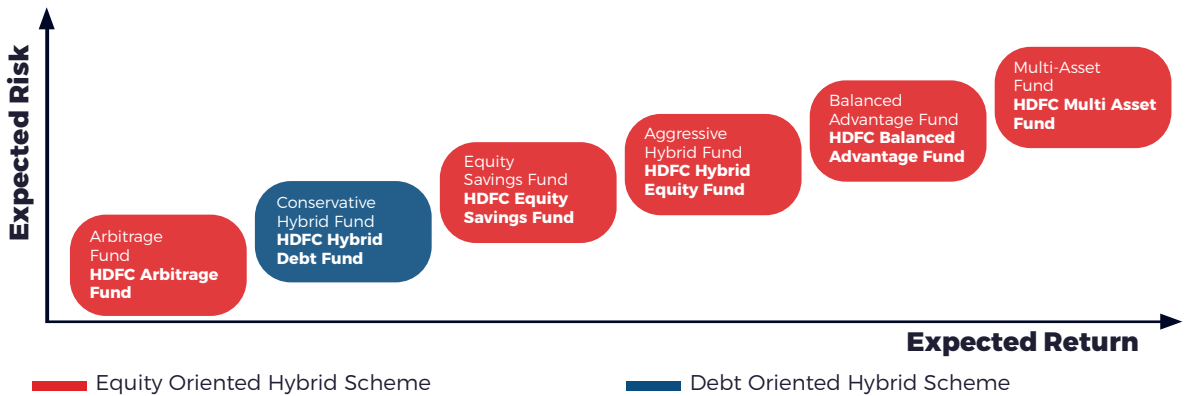 Expected Risk
Arbitrage
Fund
HDFC Arbitrage
Fund
Conservative
Hybrid Fund
HDFC Hybrid
Debt Fund
Equity
Savings Fund
HDFC Equity
Savings Fund
Aggressive
Hybrid Fund
HDFC Hybrid
Equity Fund
Balanced
Advantage Fund
HDFC Balanced
Advantage Fund
Multi-Asset
Fund
HDFC Multi Asset
Fund
Expected Return
Equity Oriented Hybrid Scheme
Debt Oriented Hybrid Scheme